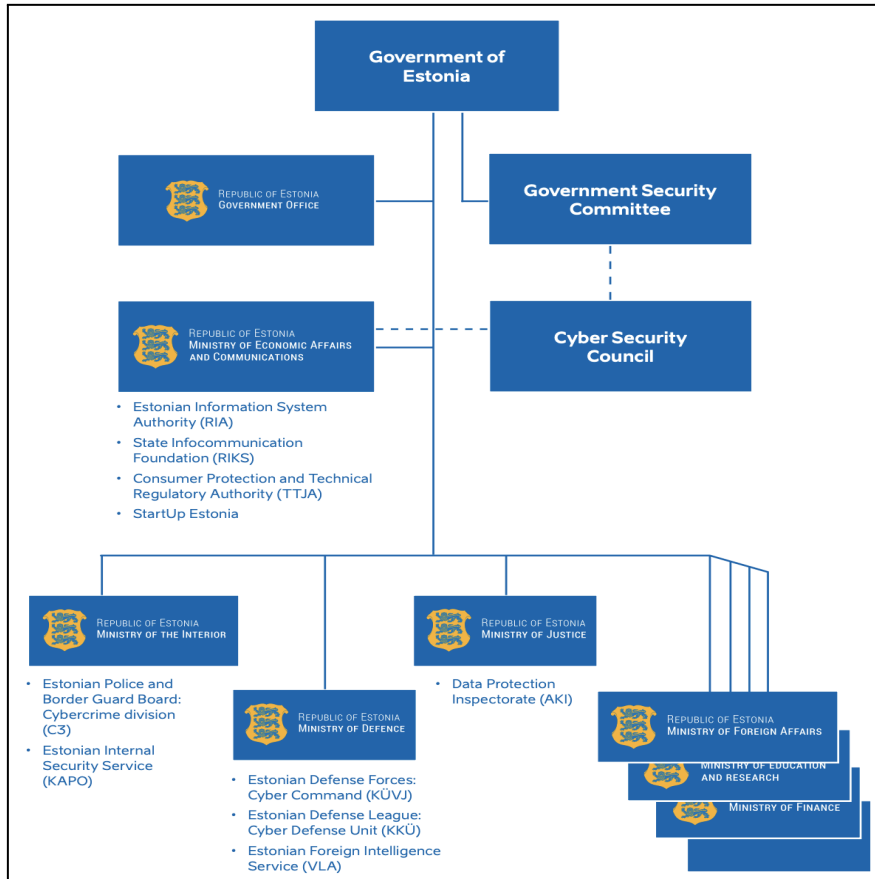 Government of
Estonia
REPUBLIC OF ESTONIA
GOVERNMENT OFFICE
Government Security
Committee
REPUBLIC OF ESTONIA
MINISTRY OF ECONOMIC AFFAIRS
AND COMMUNICATIONS
Cyber Security
Council
• Estonian Information System
Authority (RIA)
• State Infocommunication
Foundation (RIKS)
• Consumer Protection and Technical
Regulatory Authority (TTJA)
• StartUp Estonia
REPUBLIC OF ESTONIA
MINISTRY OF THE INTERIOR
• Estonian Police and
Border Guard Board:
Cybercrime division
(C3)
• Estonian Internal
Security Service
(KAPO)
REPUBLIC OF ESTONIA
MINISTRY OF DEFENCE
• Estonian Defense Forces:
Cyber Command (KÜVJ)
• Estonian Defense League:
Cyber Defense Unit (KKÜ)
• Estonian Foreign Intelligence
Service (VLA)
REPUBLIC OF ESTONIA
MINISTRY OF JUSTICE
• Data Protection
Inspectorate (AKI)
REPUBLIC OF ESTONIA
MINISTRY OF FOREIGN AFFAIRS
MINISTRY OF EDUCATION
AND RESEARCH
MINISTRY OF FINANCE